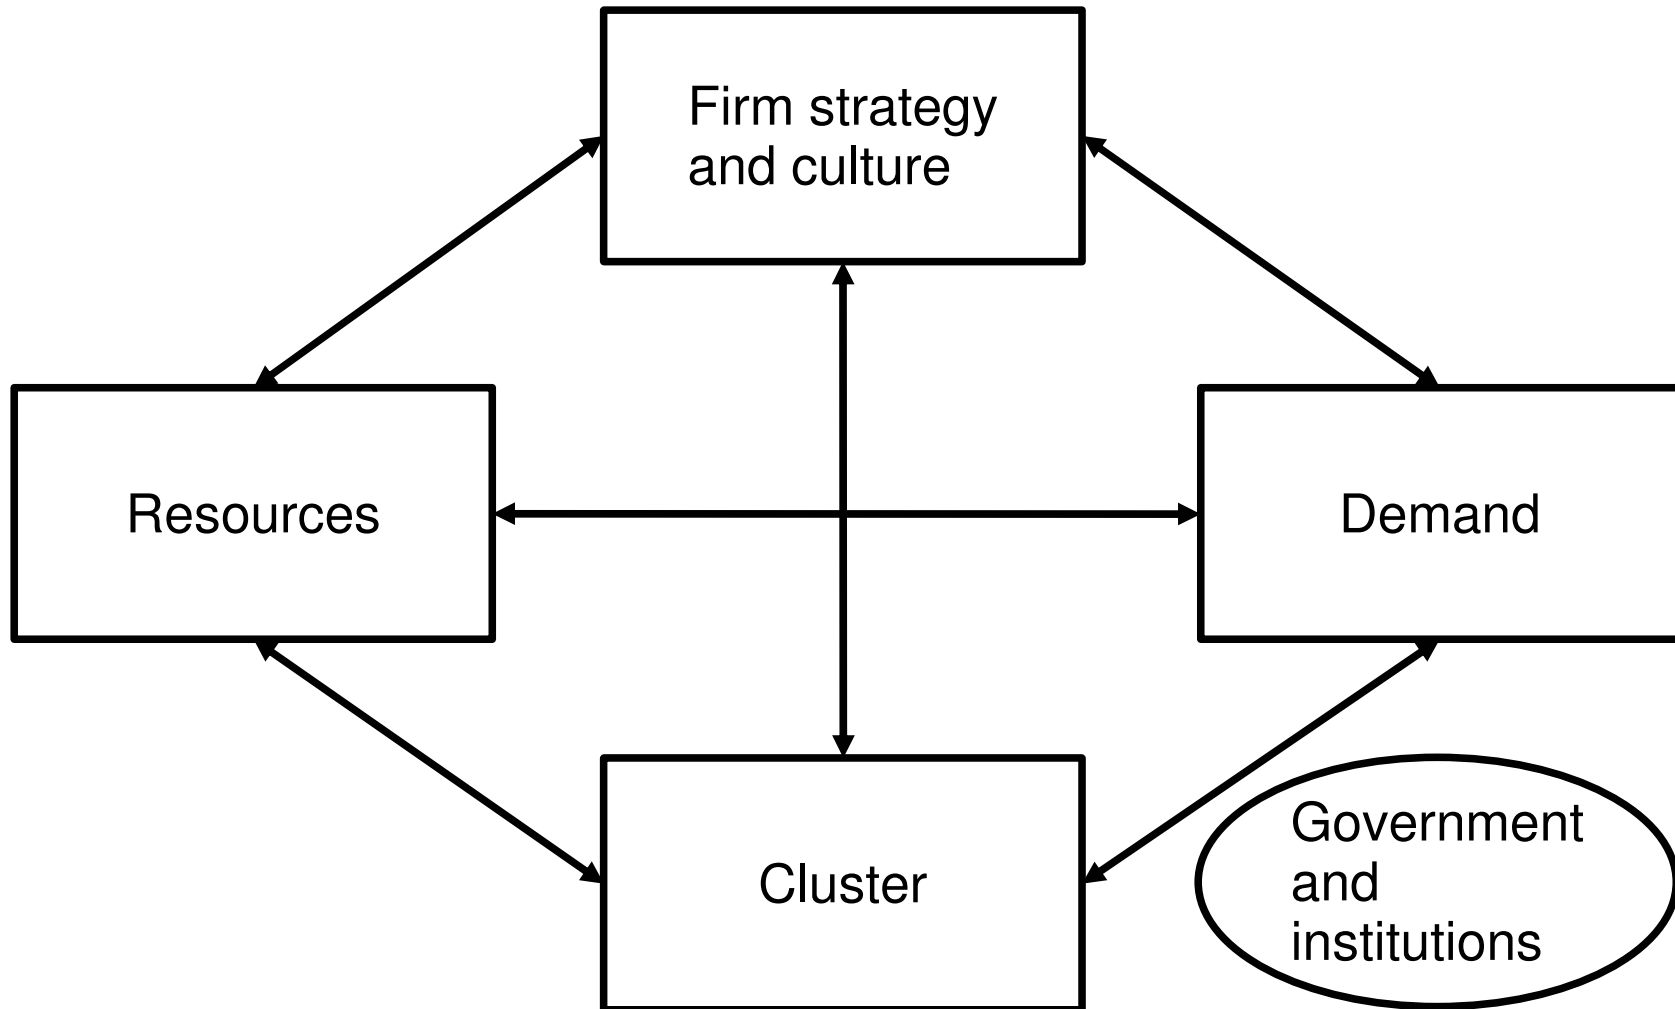 Firm strategy
and culture
Resources
Demand
Cluster
Government
and
institutions